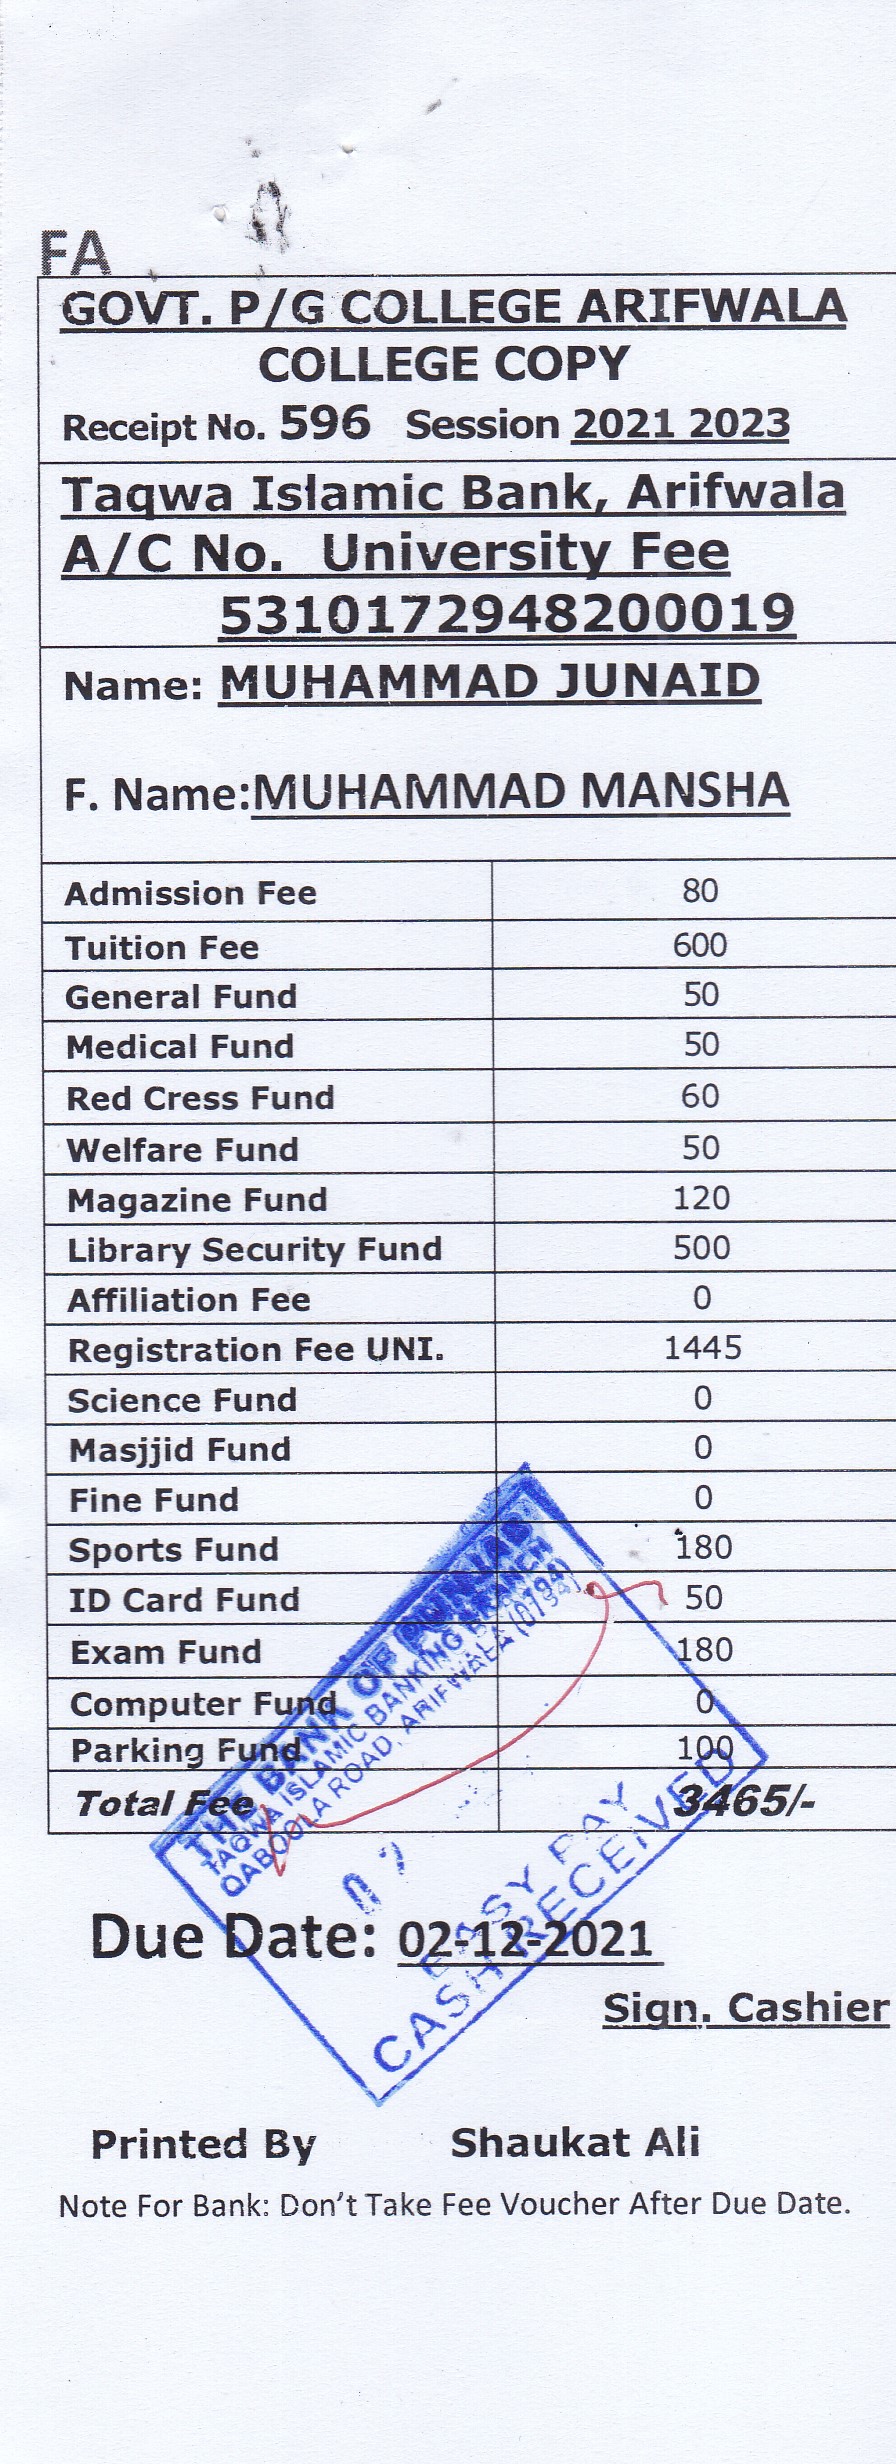 FA
GOVT. P/G COLLEGE ARIFWALA
COLLEGE COPY
Receipt No. 596 Session 2021 2023
Taqwa Islamic Bank, Arifwala
A/C No. University Fee
5310172948200019
Name: MUHAMMAD JUNAID
F. Name:MUHAMMAD MANSHA
Admission Fee 80
Tuition Fee 600
General Fund 50
Medical Fund 50
Red Cress Fund 60
Welfare Fund 50
Magazine Fund 120
Library Security Fund 500
Affiliation Fee 0
Registration Fee UNI. 1445
Science Fund 0
Masjjid Fund 0
Fine Fund 0
Sports Fund 180
ID Card Fund 50
Exam Fund 180
Computer Fund 0
Parking Fund 100
Total Fee 3465/-
THE BANK OF PUNJAB
TAQWA ISLAMIC BANKING BRANCH
QABOOLA ROAD, ARIFWALA (0194)
EASY PAY
CASH RECEIVED
Due Date: 02-12-2021
Sign. Cashier
Printed By Shaukat Ali
Note For Bank: Don't Take Fee Voucher After Due Date.